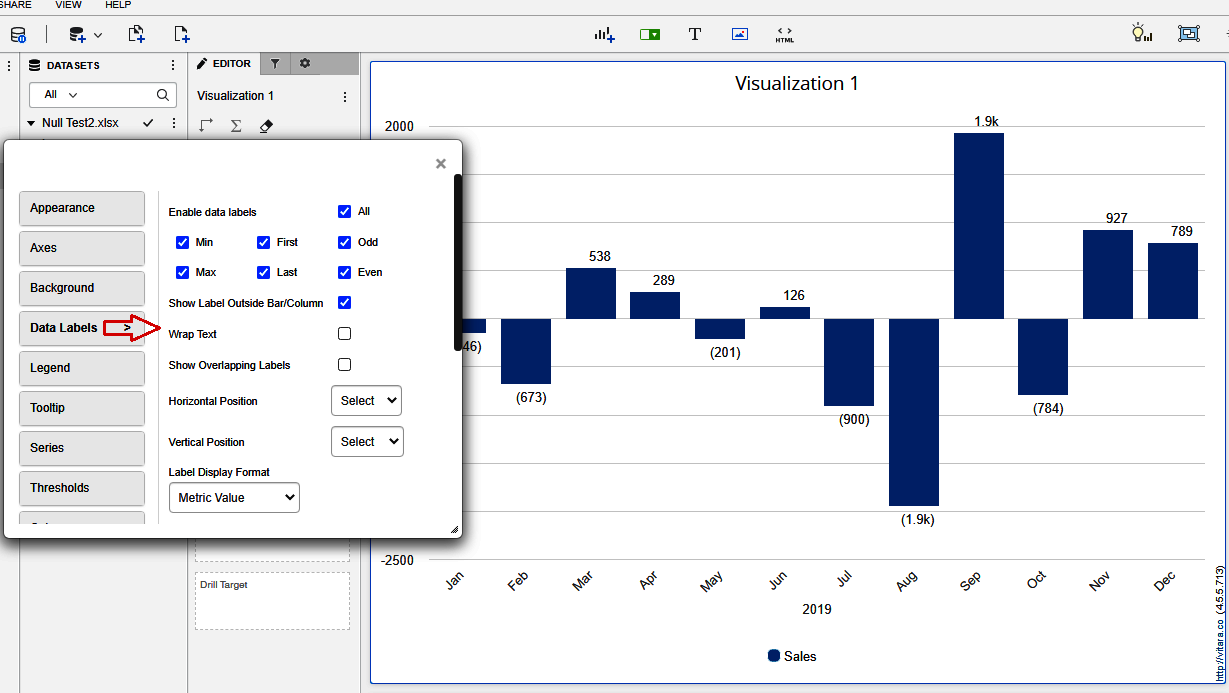 SHARE VIEW HELP
T
< >
HTML
DATASETS
All
Null Test2.xlsx
EDITOR
Visualization 1
Σ
×
Appearance
Axes
Background
Data Labels >
Legend
Tooltip
Series
Thresholds
Enable data labels All
Min First Odd
Max Last Even
Show Label Outside Bar/Column
Wrap Text
Show Overlapping Labels
Horizontal Position Select
Vertical Position Select
Label Display Format
Metric Value
Drill Target
Visualization 1
2000
-2500
46)
(673)
538
289
(201)
126
(900)
(1.9k)
1.9k
(784)
927
789
Jan Feb Mar Apr May Jun Jul Aug Sep Oct Nov Dec
2019
Sales
http://vitara.co (4.5.5.713)